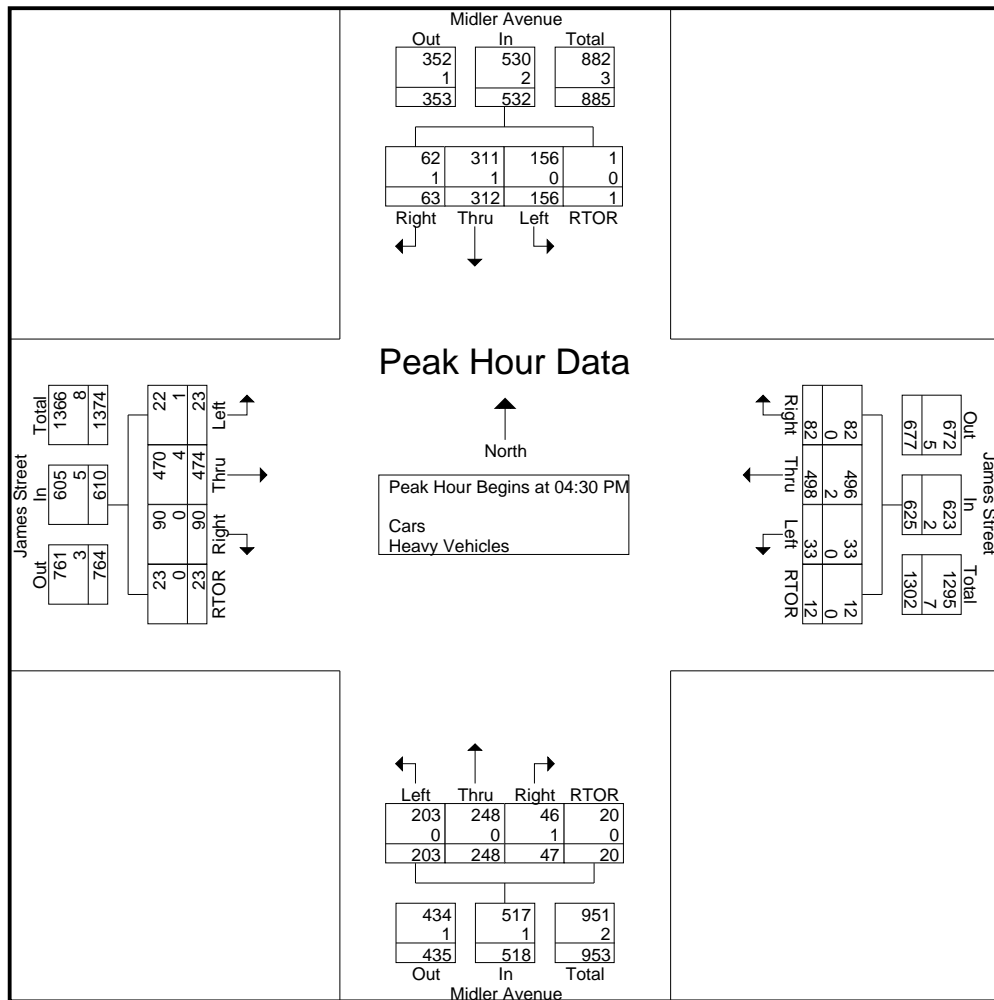 Midler Avenue
Out In Total
352 530 882
1 2 3
353 532 885
62 311 156 1
1 1 0 0
63 312 156 1
Right Thru Left RTOR
Peak Hour Data
North
Peak Hour Begins at 04:30 PM
Cars
Heavy Vehicles
James Street
Out In Total
761 605 1366
3 5 8
764 610 1374
23 90 470 22
0 0 4 1
23 90 474 23
RTOR Right Thru Left
James Street
Out In Total
672 623 1295
5 2 7
677 625 1302
82 496 33 12
0 2 0 0
82 498 33 12
Right Thru Left RTOR
Left Thru Right RTOR
203 248 46 20
0 0 1 0
203 248 47 20
434 517 951
1 1 2
435 518 953
Out In Total
Midler Avenue